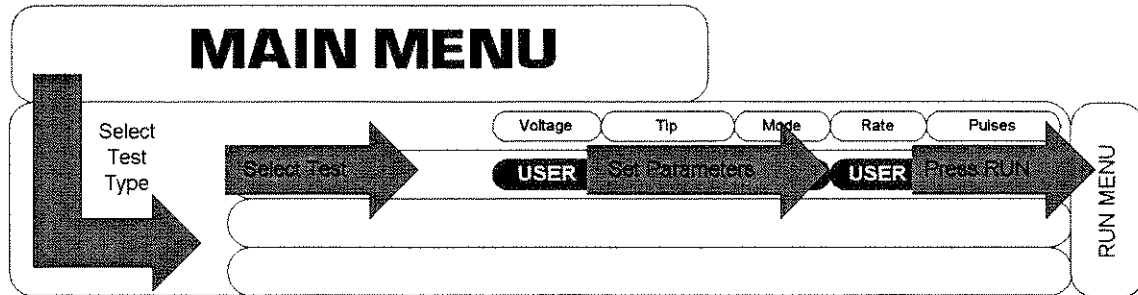 MAIN MENU
Select
Test
Type
Voltage Tip Mode Rate Pulses
Select Test USER Set Parameters USER Press RUN
RUN MENU